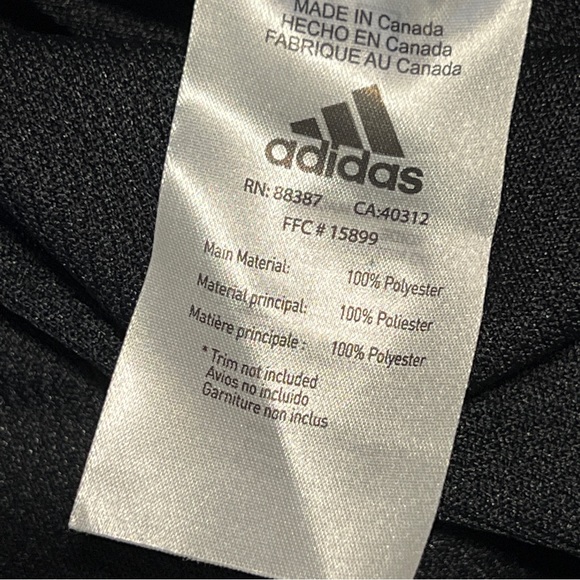 MADE IN Canada
HECHO EN Canada
FABRIQUE AU Canada
adidas
RN: 88387 CA:40312
FFC # 15899
Main Material: 100% Polyester
Material principal: 100% Poliester
Matière principale : 100% Polyester
* Trim not included
Avios no incluido
Garniture non inclus